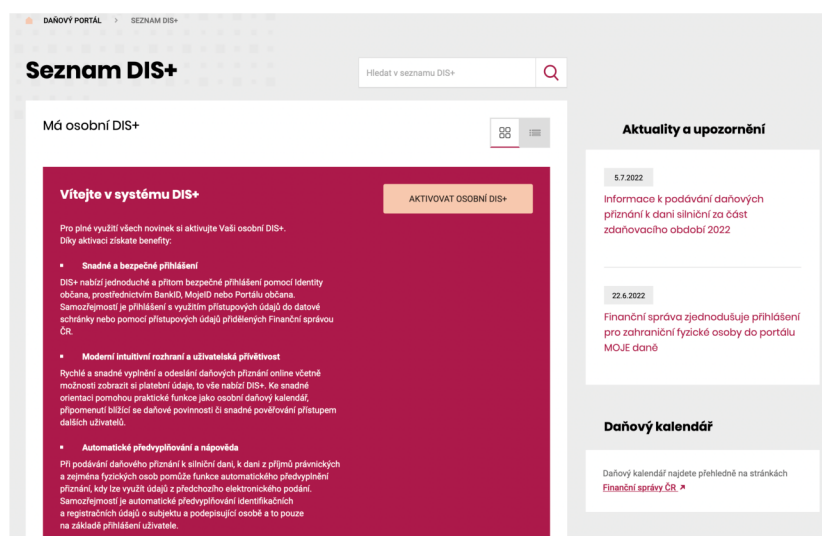 DAŇOVÝ PORTÁL > SEZNAM DIS+
Seznam DIS+
Hledat v seznamu DIS+
Má osobní DIS+
Vítejte v systému DIS+
AKTIVOVAT OSOBNÍ DIS+
Pro plné využití všech novinek si aktivujte Vaši osobní DIS+.
Díky aktivaci získate benefity:
▪ Snadné a bezpečné přihlášení
DIS+ nabízí jednoduché a přitom bezpečné přihlášení pomocí Identity
občana, prostřednictvím BankID, MojeID nebo Portálu občana.
Samozřejmostí je přihlášení s využitím přístupových údajů do datové
schránky nebo pomocí přístupových údajů přidělených Finanční správou
ČR.
▪ Moderní intuitivní rozhraní a uživatelská přívětivost
Rychlé a snadné vyplnění a odeslání daňových přiznání online včetně
možnosti zobrazit si platební údaje, to vše nabízí DIS+. Ke snadné
orientaci pomohou praktické funkce jako osobní daňový kalendář,
připomenutí blížící se daňové povinnosti či snadné pověřování přístupem
dalších uživatelů.
▪ Automatické předvyplňování a nápověda
Při podávání daňového přiznání k silniční dani, k dani z příjmů právnických
a zejména fyzických osob pomůže funkce automatického předvyplnění
přiznání, kdy lze využít údajů z předchozího elektronického podání.
Samozřejmostí je automatické předvyplňování identifikačních
a registračních údajů o subjektu a podepisující osobě a to pouze
na základě přihlášení uživatele.
Aktuality a upozornění
5.7.2022
Informace k podávání daňových
přiznání k dani silniční za část
zdaňovacího období 2022
22.6.2022
Finanční správa zjednodušuje přihlášení
pro zahraniční fyzické osoby do portálu
MOJE daně
Daňový kalendář
Daňový kalendář najdete přehledně na stránkách
Finanční správy ČR ↗